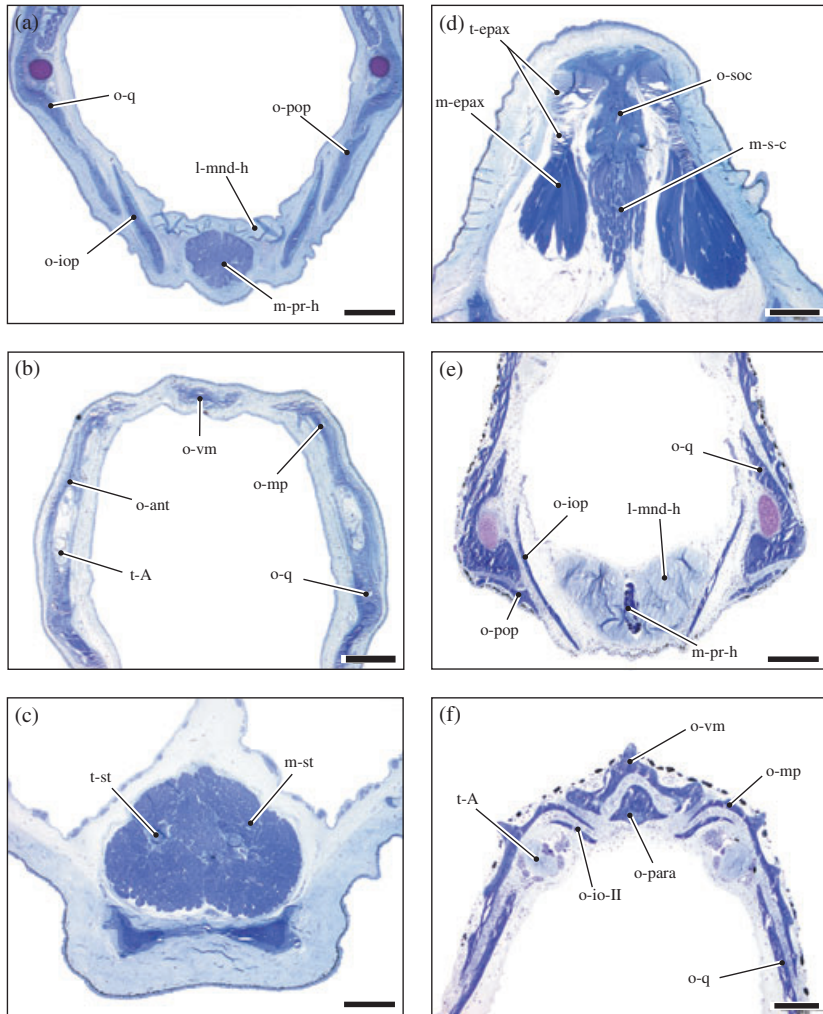 (a)
o-q
o-pop
l-mnd-h
o-iop
m-pr-h
(b)
o-vm
o-mp
o-ant
t-A
o-q
(c)
t-st
m-st
(d)
t-epax
o-soc
m-epax
m-s-c
(e)
o-q
o-iop
l-mnd-h
o-pop
m-pr-h
(f)
o-vm
o-mp
t-A
o-para
o-io-II
o-q